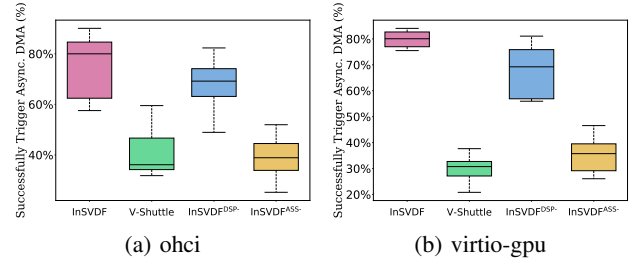 Successfully Trigger Async. DMA (%)
80%
60%
40%
InSVDF V-Shuttle InSVDF^DSP- InSVDF^ASS-
(a) ohci
Successfully Trigger Async. DMA (%)
80%
70%
60%
50%
40%
30%
20%
InSVDF V-Shuttle InSVDF^DSP- InSVDF^ASS-
(b) virtio-gpu